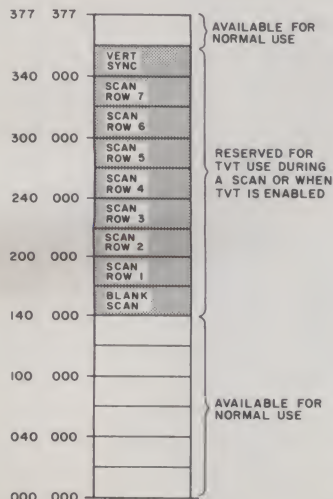 377 377
AVAILABLE FOR
NORMAL USE
VERT
SYNC
340 000
SCAN
ROW 7
SCAN
ROW 6
300 000
SCAN
ROW 5
RESERVED FOR
TVT USE DURING
A SCAN OR WHEN
TVT IS ENABLED
SCAN
ROW 4
240 000
SCAN
ROW 3
SCAN
ROW 2
200 000
SCAN
ROW 1
BLANK
SCAN
140 000
100 000
AVAILABLE FOR
NORMAL USE
040 000
000 000